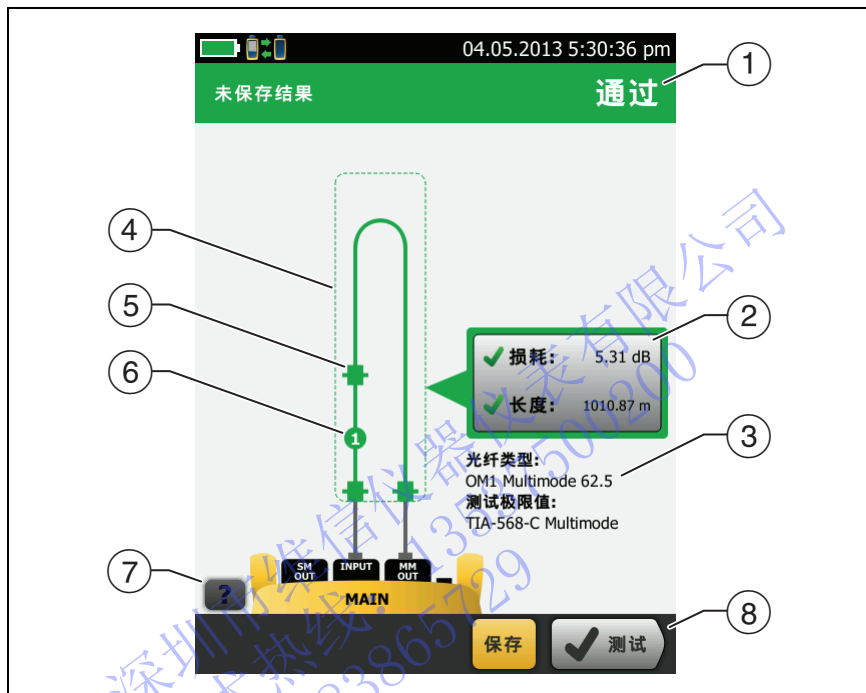 04.05.2013 5:30:36 pm
未保存结果
通过
1
4
5
6
2
损耗: 5.31 dB
长度: 1010.87 m
3
光纤类型:
OM1 Multimode 62.5
测试极限值:
TIA-568-C Multimode
1
SM OUT
INPUT
MM OUT
MAIN
7
?
保存
测试
8